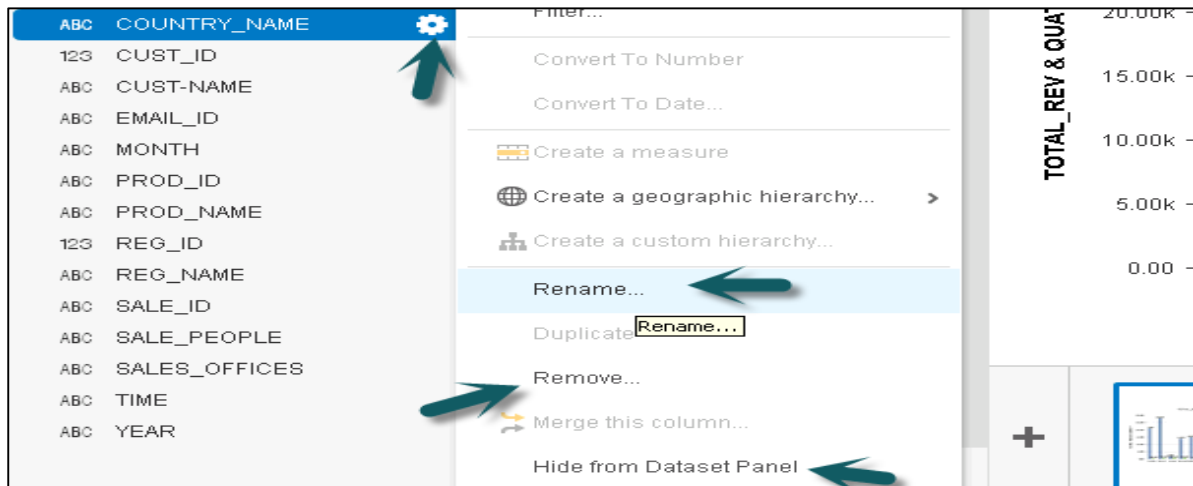 ABC COUNTRY_NAME
123 CUST_ID
ABC CUST-NAME
ABC EMAIL_ID
ABC MONTH
ABC PROD_ID
ABC PROD_NAME
123 REG_ID
ABC REG_NAME
ABC SALE_ID
ABC SALE_PEOPLE
ABC SALES_OFFICES
ABC TIME
ABC YEAR
Filter...
Convert To Number
Convert To Date...
Create a measure
Create a geographic hierarchy...
Create a custom hierarchy...
Rename...
Rename...
Duplicate
Remove...
Merge this column...
Hide from Dataset Panel
TOTAL_REV & QUA
20.00k
15.00k
10.00k
5.00k
0.00